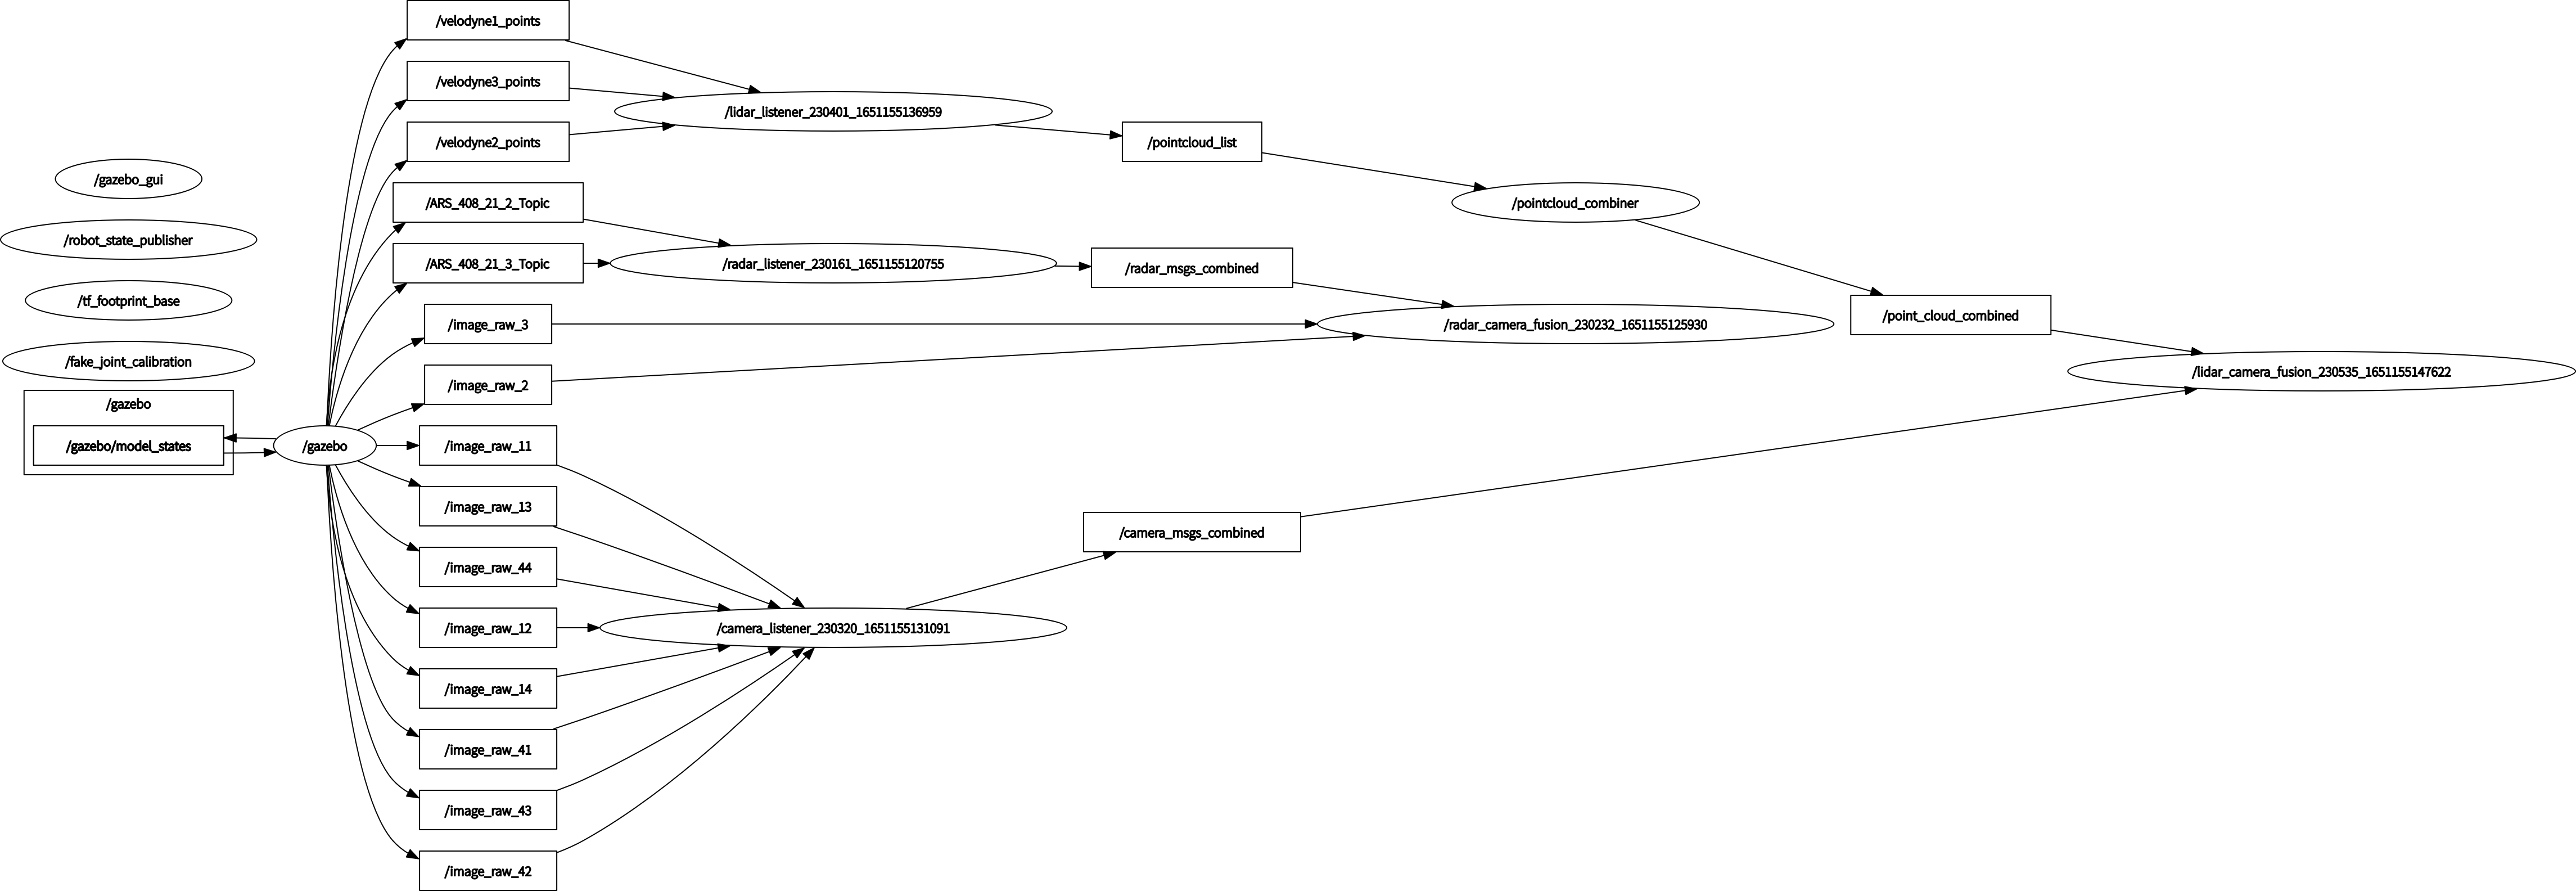 /gazebo_gui
/robot_state_publisher
/tf_footprint_base
/fake_joint_calibration
/gazebo
/gazebo/model_states
/gazebo
/velodyne1_points
/velodyne3_points
/velodyne2_points
/ARS_408_21_2_Topic
/ARS_408_21_3_Topic
/image_raw_3
/image_raw_2
/image_raw_11
/image_raw_13
/image_raw_44
/image_raw_12
/image_raw_14
/image_raw_41
/image_raw_43
/image_raw_42
/lidar_listener_230401_1651155136959
/radar_listener_230161_1651155120755
/camera_listener_230320_1651155131091
/pointcloud_list
/radar_msgs_combined
/camera_msgs_combined
/pointcloud_combiner
/radar_camera_fusion_230232_1651155125930
/point_cloud_combined
/lidar_camera_fusion_230535_1651155147622